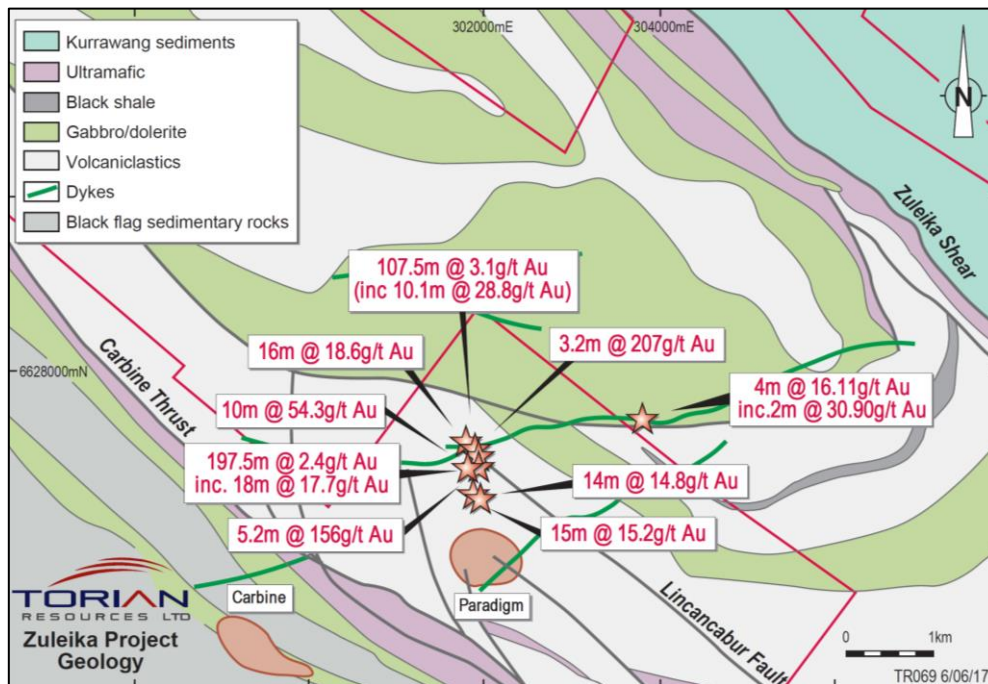 302000mE
304000mE
Kurrawang sediments
Ultramafic
Black shale
Gabbro/dolerite
Volcaniclastics
Dykes
Black flag sedimentary rocks
N
Zuleika Shear
107.5m @ 3.1g/t Au
(inc 10.1m @ 28.8g/t Au)
16m @ 18.6g/t Au
3.2m @ 207g/t Au
6628000mN
Carbine Thrust
4m @ 16.11g/t Au
inc.2m @ 30.90g/t Au
10m @ 54.3g/t Au
197.5m @ 2.4g/t Au
inc. 18m @ 17.7g/t Au
14m @ 14.8g/t Au
5.2m @ 156g/t Au
15m @ 15.2g/t Au
Carbine
Paradigm
Lincancabur Fault
TORIAN
RESOURCES LTD
Zuleika Project
Geology
0
1km
TR069 6/06/17